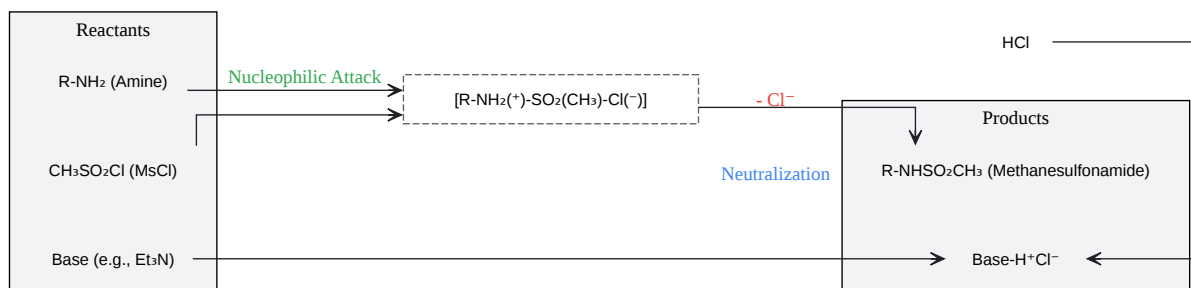 Reactants
HCl
R-NH₂ (Amine)
Nucleophilic Attack
[R-NH₂(⁺)-SO₂(CH₃)-Cl(⁻)]
- Cl⁻
Products
CH₃SO₂Cl (MsCl)
Neutralization
R-NHSO₂CH₃ (Methanesulfonamide)
Base (e.g., Et₃N)
Base-H⁺Cl⁻